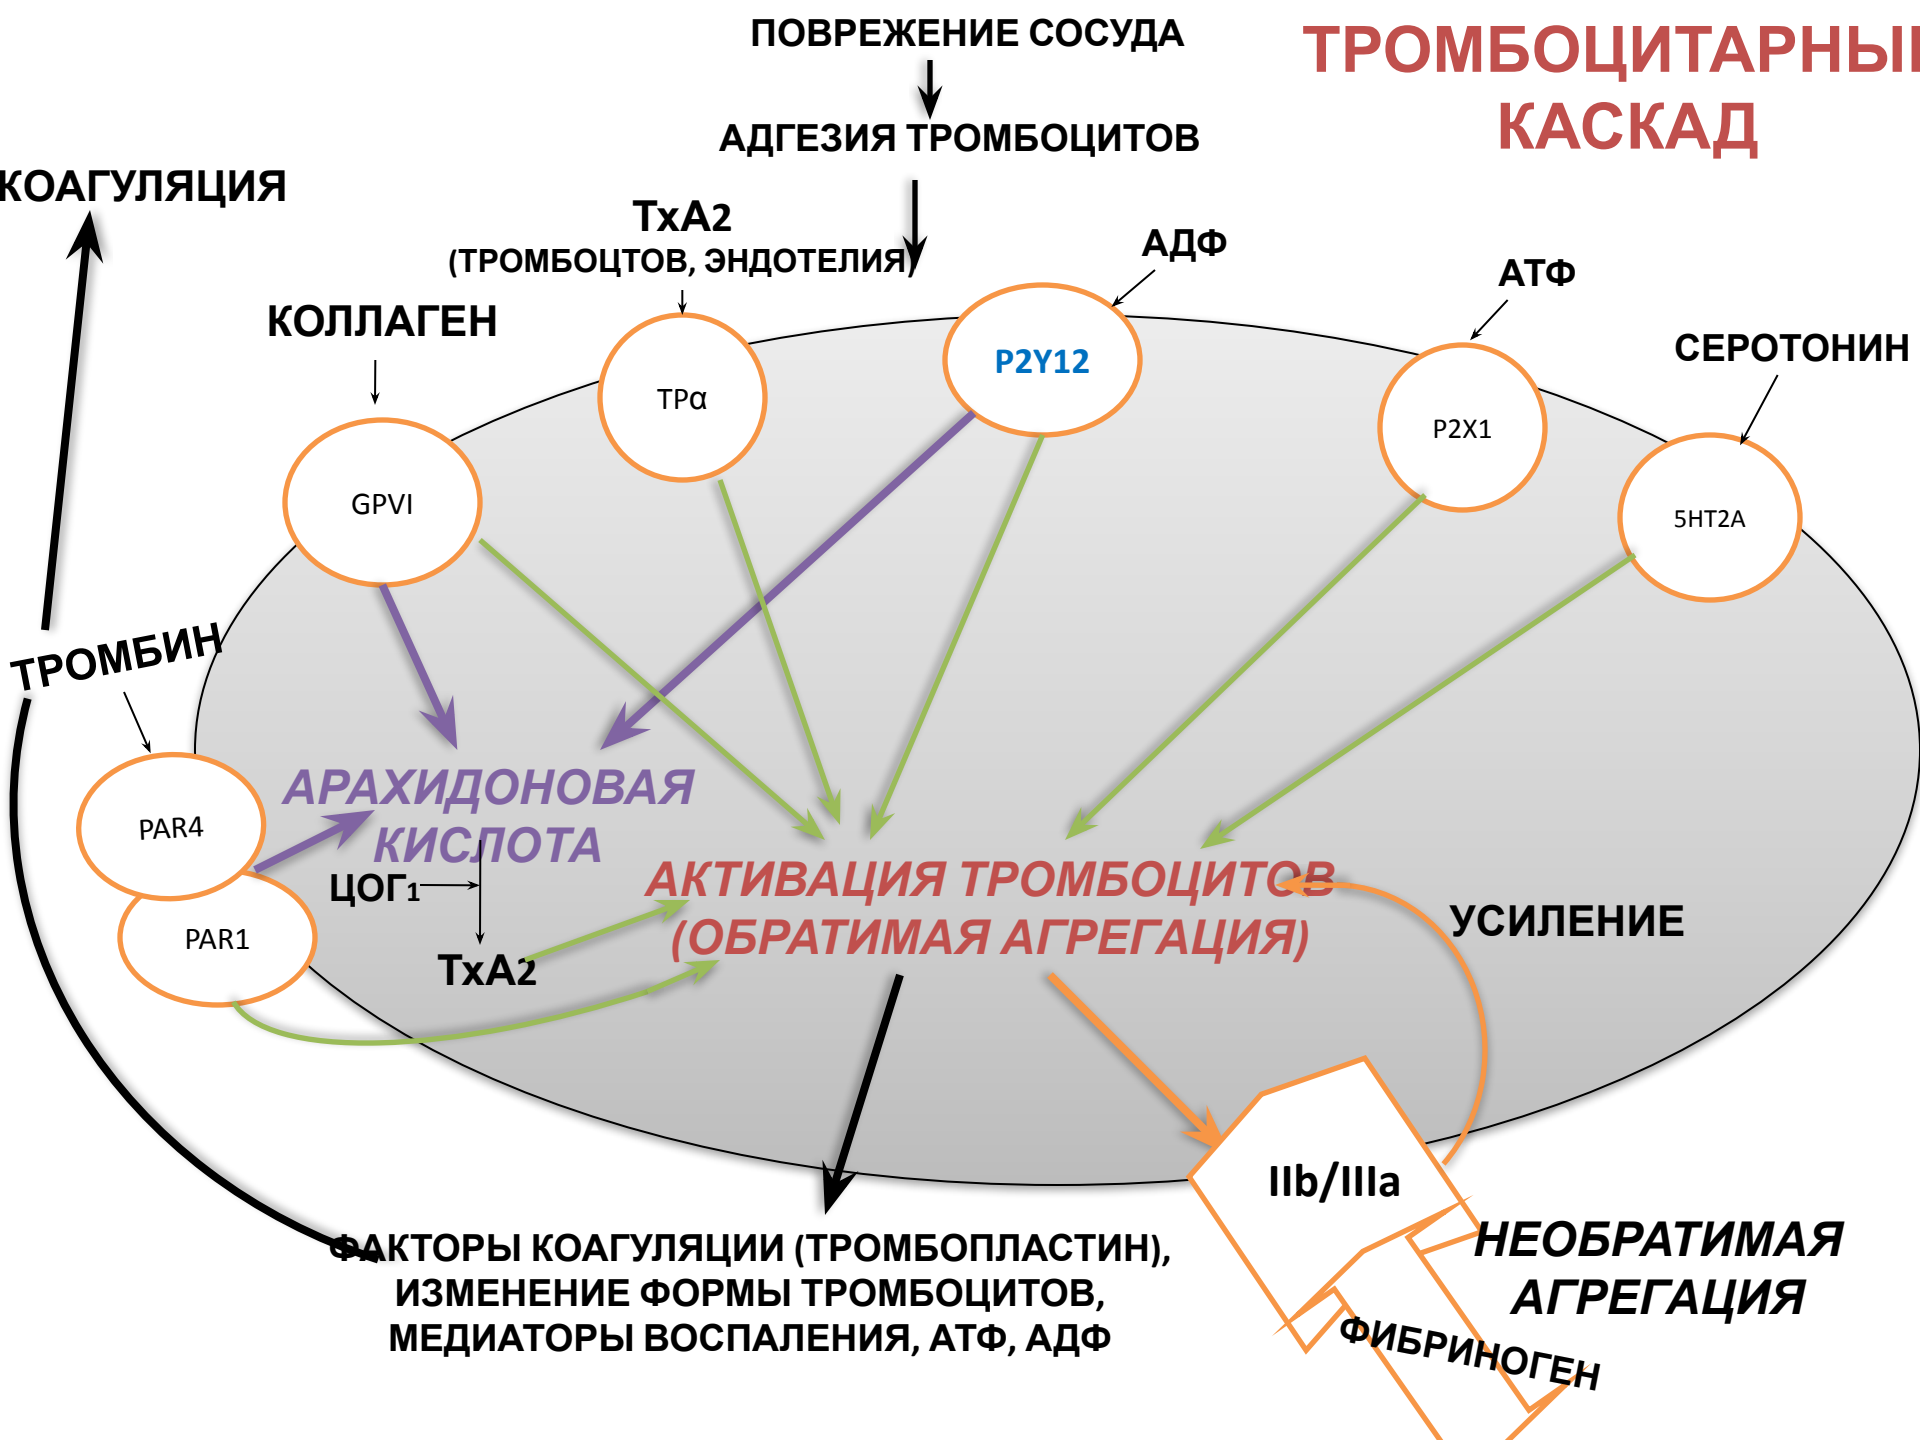 ПОВРЕЖЕНИЕ СОСУДА
ТРОМБОЦИТАРНЫЙ
КАСКАД
АДГЕЗИЯ ТРОМБОЦИТОВ
КОАГУЛЯЦИЯ
TxA2
(ТРОМБОЦТОВ, ЭНДОТЕЛИЯ)
АДФ
АТФ
КОЛЛАГЕН
СЕРОТОНИН
P2Y12
TPα
P2X1
GPVI
5HT2A
ТРОМБИН
PAR4
PAR1
АРАХИДОНОВАЯ
КИСЛОТА
ЦОГ1
TxA2
АКТИВАЦИЯ ТРОМБОЦИТОВ
(ОБРАТИМАЯ АГРЕГАЦИЯ)
УСИЛЕНИЕ
IIb/IIIa
НЕОБРАТИМАЯ
АГРЕГАЦИЯ
ФИБРИНОГЕН
ФАКТОРЫ КОАГУЛЯЦИИ (ТРОМБОПЛАСТИН),
ИЗМЕНЕНИЕ ФОРМЫ ТРОМБОЦИТОВ,
МЕДИАТОРЫ ВОСПАЛЕНИЯ, АТФ, АДФ